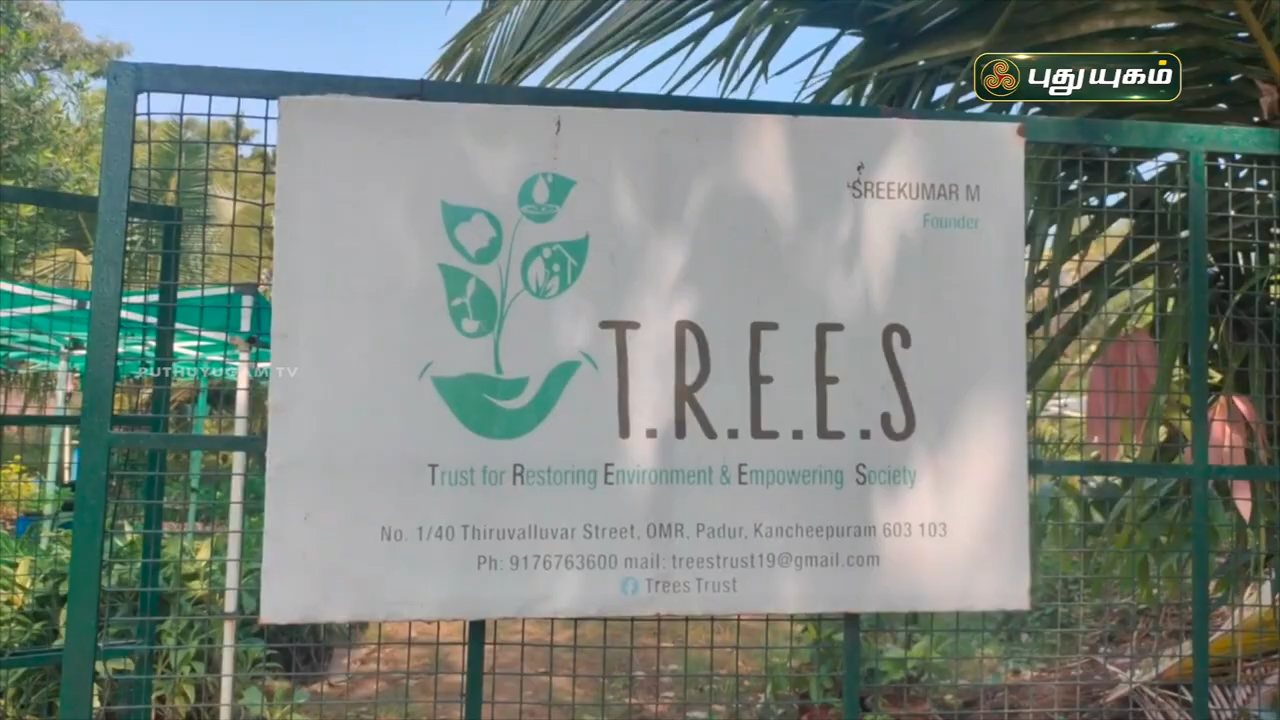 புதுயுகம்
SREEKUMAR M
Founder
T.R.E.E.S
Trust for Restoring Environment & Empowering Society
No. 1/40 Thiruvalluvar Street, OMR, Padur, Kancheepuram 603 103
Ph: 9176763600 mail: treestrust19@gmail.com
Trees Trust
PUTHUYUGAM TV